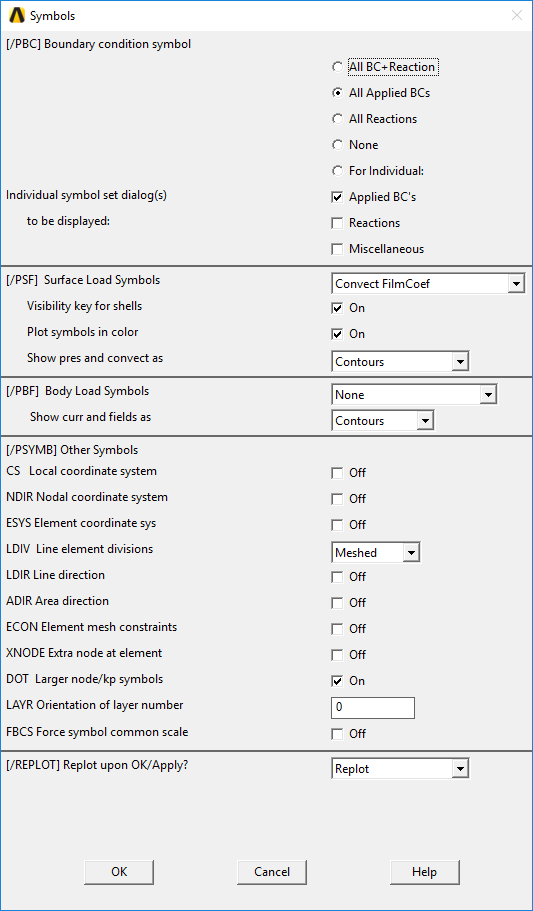 Symbols
[/PBC] Boundary condition symbol
All BC+Reaction
All Applied BCs
All Reactions
None
For Individual:
Individual symbol set dialog(s) Applied BC's
to be displayed: Reactions
Miscellaneous
[/PSF] Surface Load Symbols Convect FilmCoef
Visibility key for shells On
Plot symbols in color On
Show pres and convect as Contours
[/PBF] Body Load Symbols None
Show curr and fields as Contours
[/PSYMB] Other Symbols
CS Local coordinate system Off
NDIR Nodal coordinate system Off
ESYS Element coordinate sys Off
LDIV Line element divisions Meshed
LDIR Line direction Off
ADIR Area direction Off
ECON Element mesh constraints Off
XNODE Extra node at element Off
DOT Larger node/kp symbols On
LAYR Orientation of layer number 0
FBCS Force symbol common scale Off
[/REPLOT] Replot upon OK/Apply? Replot
OK Cancel Help